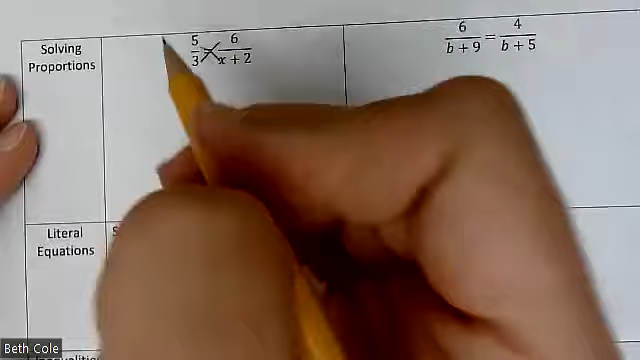 Solving
Proportions
5/3 6/(x + 2)
6/(b + 9) = 4/(b + 5)
Literal
Equations
S
Beth Cole